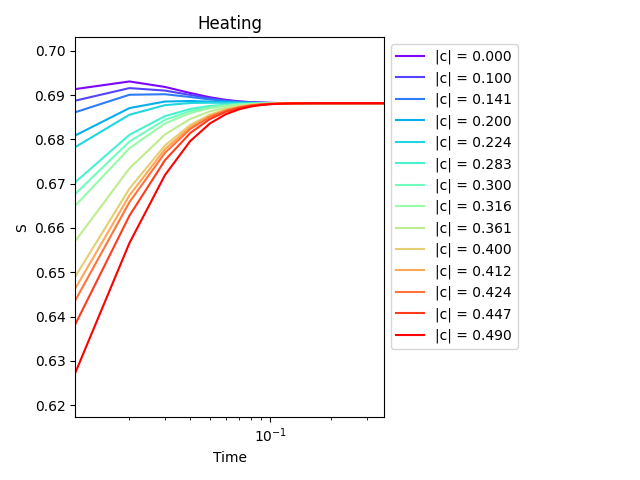 Heating
0.70
0.69
0.68
0.67
0.66
0.65
0.64
0.63
0.62
S
10⁻¹
Time
|c| = 0.000
|c| = 0.100
|c| = 0.141
|c| = 0.200
|c| = 0.224
|c| = 0.283
|c| = 0.300
|c| = 0.316
|c| = 0.361
|c| = 0.400
|c| = 0.412
|c| = 0.424
|c| = 0.447
|c| = 0.490